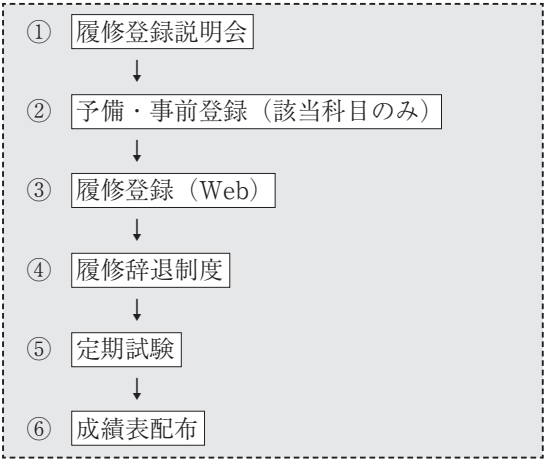 ① 履修登録説明会
↓
② 予備・事前登録（該当科目のみ）
↓
③ 履修登録（Web）
↓
④ 履修辞退制度
↓
⑤ 定期試験
↓
⑥ 成績表配布